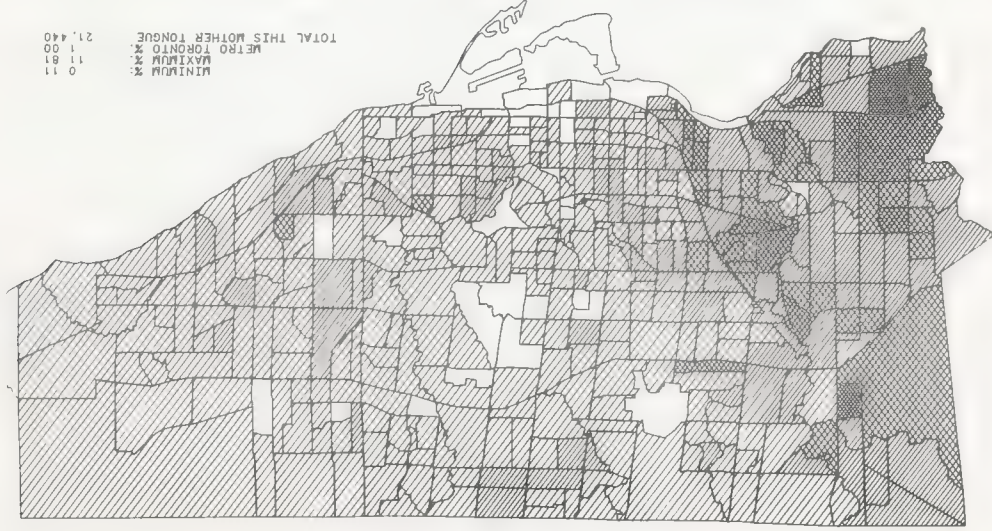 MINIMUM %: 0 11
MAXIMUM %. 11 81
METRO TORONTO % 1 00
TOTAL THIS MOTHER TONGUE 21,440